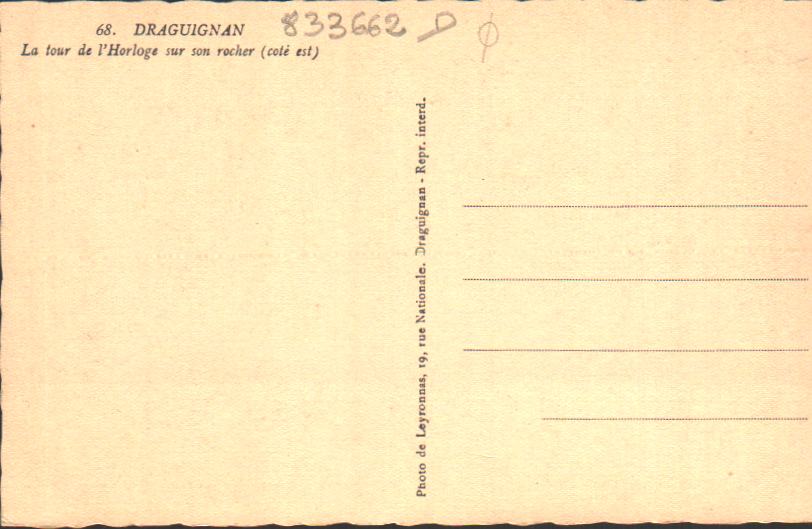 68. DRAGUIGNAN
La tour de l'Horloge sur son rocher (coté est)
833662 D
Photo de Leyronnas, 19, rue Nationale. Draguignan - Repr. interd.